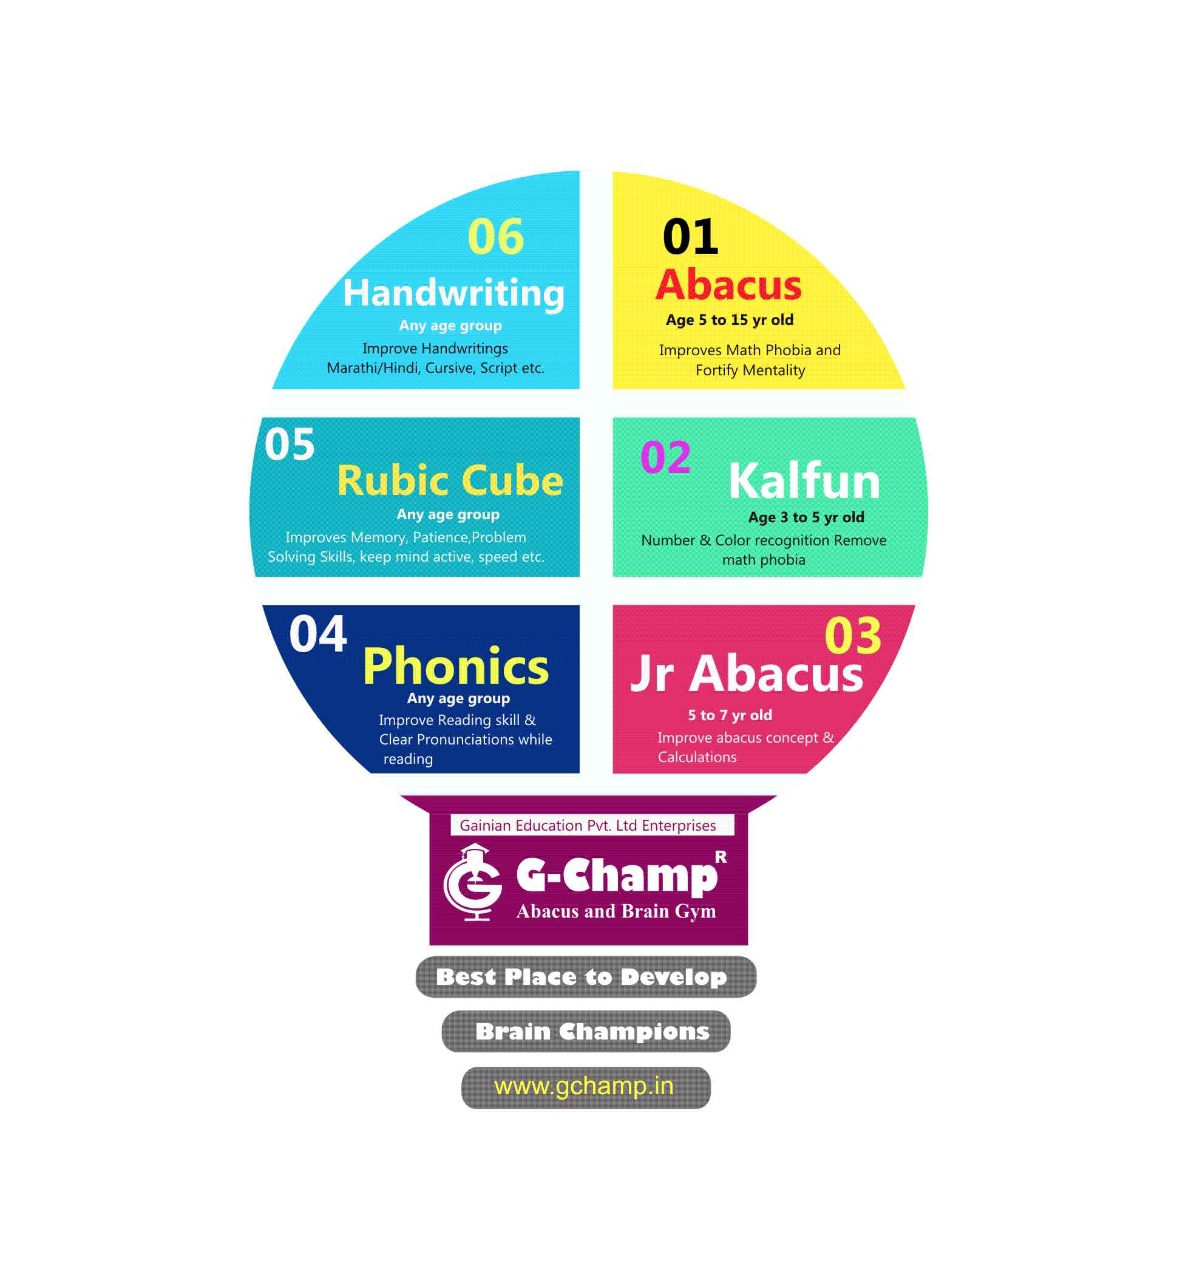 06
Handwriting
Any age group
Improve Handwritings
Marathi/Hindi, Cursive, Script etc.
01
Abacus
Age 5 to 15 yr old
Improves Math Phobia and
Fortify Mentality
05
Rubic Cube
Any age group
Improves Memory, Patience,Problem
Solving Skills, keep mind active, speed etc.
02
Kalfun
Age 3 to 5 yr old
Number & Color recognition Remove
math phobia
04
Phonics
Any age group
Improve Reading skill &
Clear Pronunciations while
reading
03
Jr Abacus
5 to 7 yr old
Improve abacus concept &
Calculations
Gainian Education Pvt. Ltd Enterprises
G-Champ R
Abacus and Brain Gym
Best Place to Develop
Brain Champions
www.gchamp.in